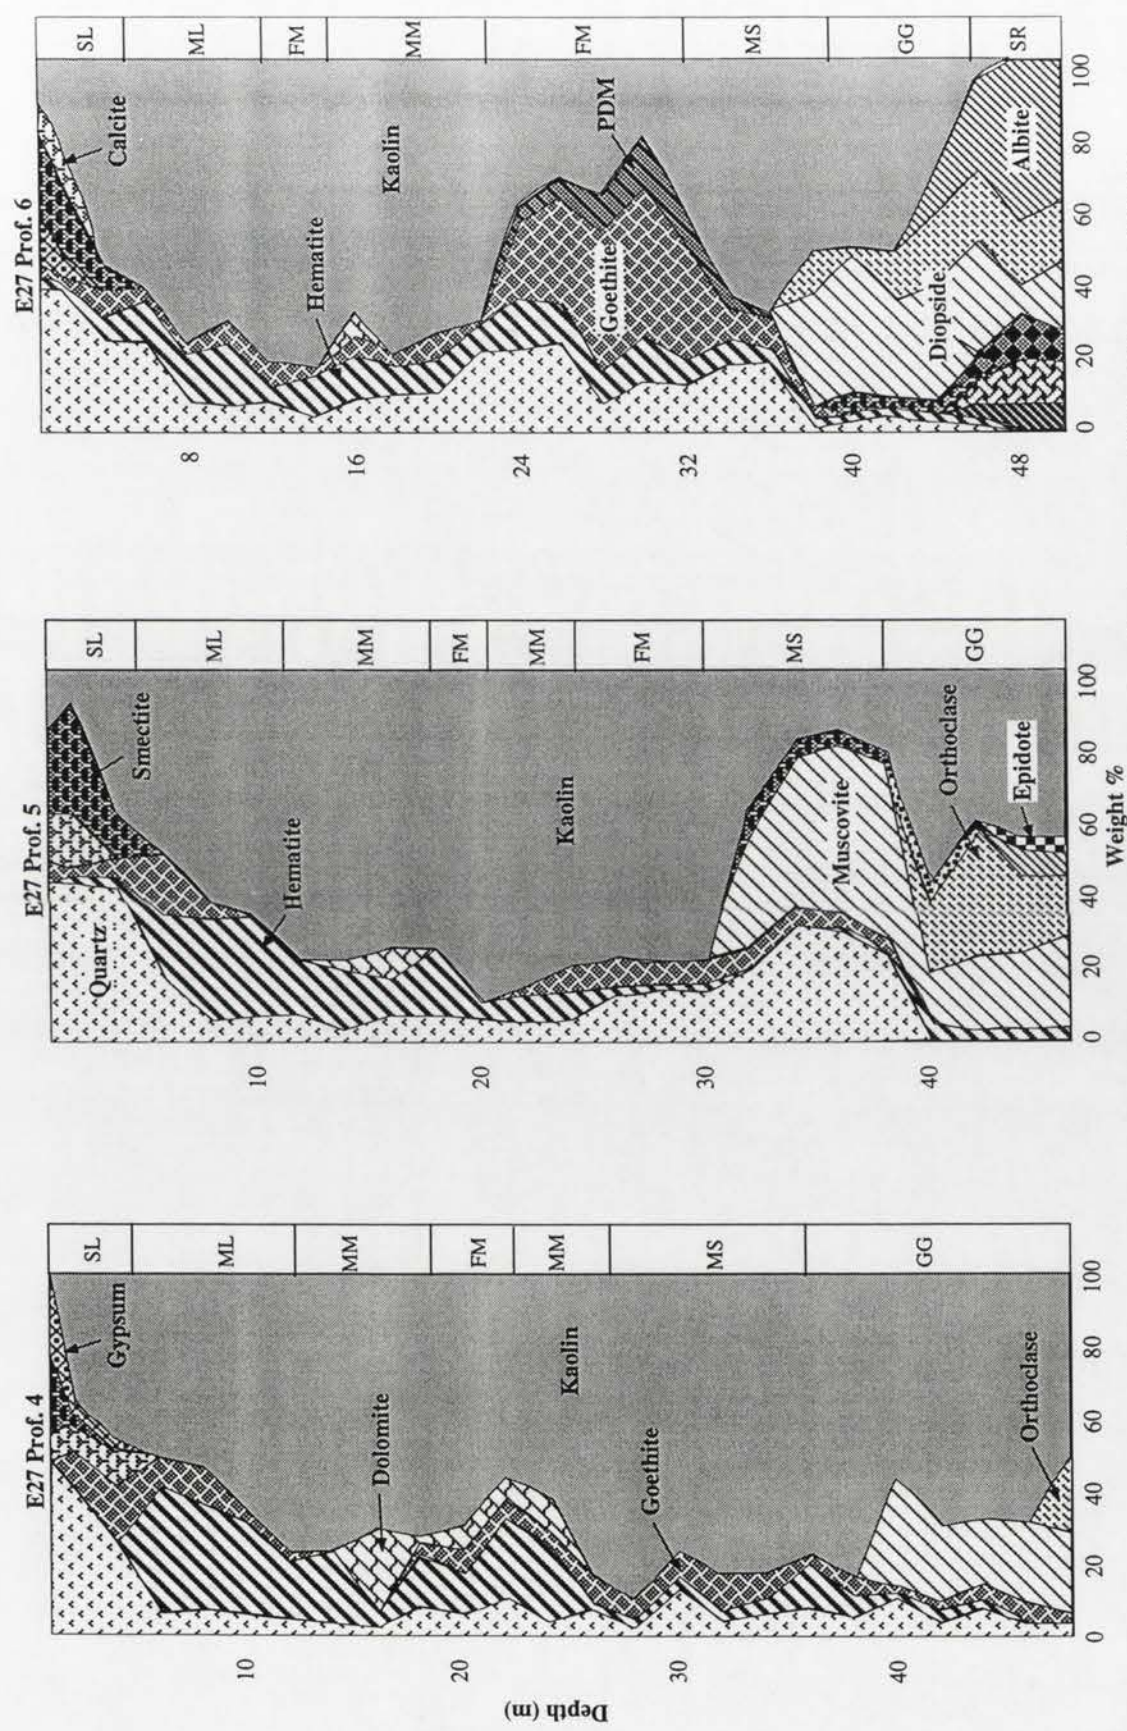 E27 Prof. 4
SL
ML
MM
FM
MM
MS
GG
Gypsum
Dolomite
Kaolin
Goethite
Orthoclase
10
20
30
40
Depth (m)
0
20
40
60
80
100
E27 Prof. 5
SL
ML
MM
FM
MM
FM
MS
GG
Smectite
Quartz
Hematite
Kaolin
Muscovite
Orthoclase
Epidote
10
20
30
40
0
20
40
60
80
100
Weight %
E27 Prof. 6
SL
ML
FM
MM
FM
MS
GG
SR
Calcite
Kaolin
Hematite
PDM
Goethite
Diopside
Albite
8
16
24
32
40
48
0
20
40
60
80
100